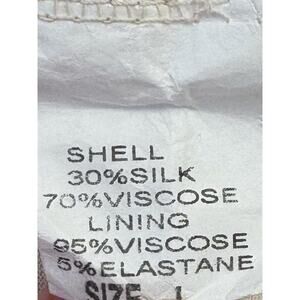 SHELL
30%SILK
70%VISCOSE
LINING
95%VISCOSE
5%ELASTANE
SIZE L